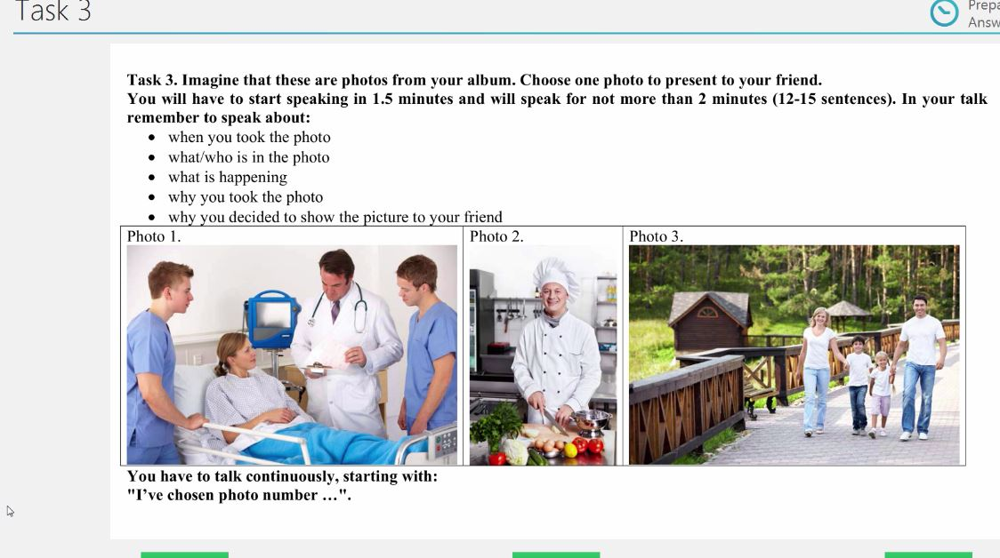 Task 3
Task 3. Imagine that these are photos from your album. Choose one photo to present to your friend.
You will have to start speaking in 1.5 minutes and will speak for not more than 2 minutes (12-15 sentences). In your talk
remember to speak about:
• when you took the photo
• what/who is in the photo
• what is happening
• why you took the photo
• why you decided to show the picture to your friend
Photo 1.
Photo 2.
Photo 3.
You have to talk continuously, starting with:
"I’ve chosen photo number …".